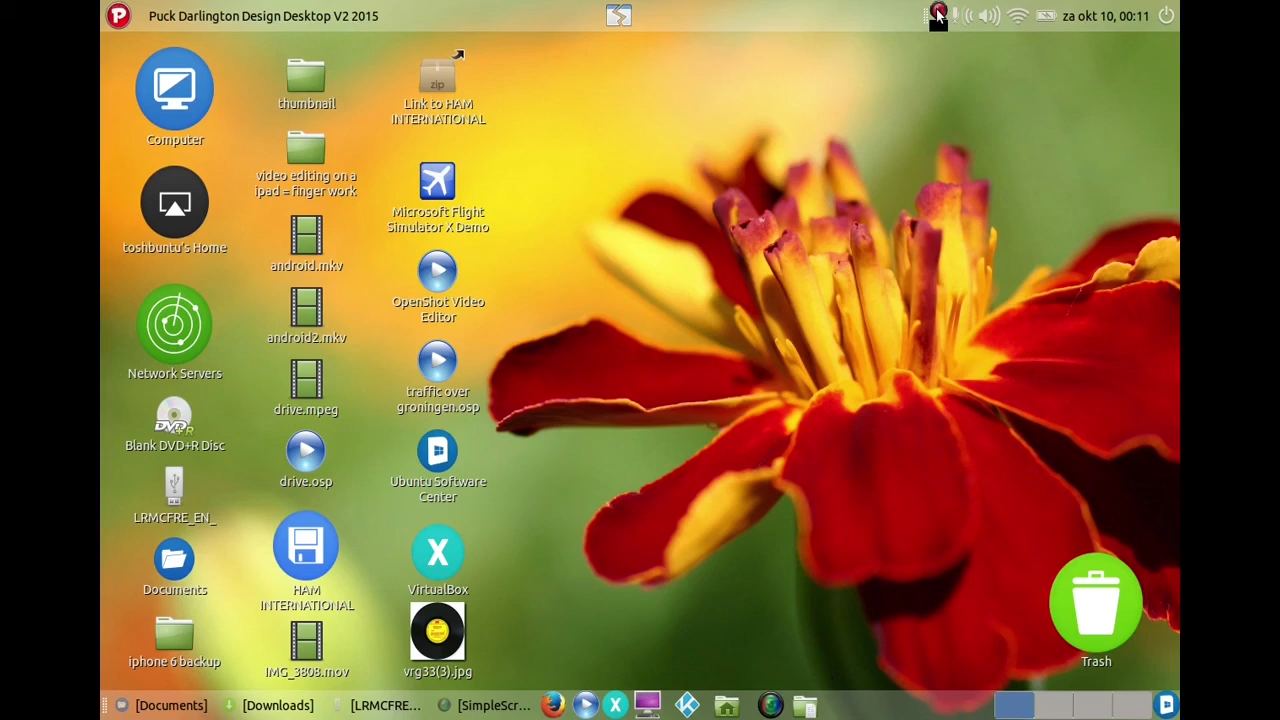 Puck Darlington Design Desktop V2 2015
za okt 10, 00:11
Computer
toshbuntu's Home
Network Servers
DVD+R
Blank DVD+R Disc
LRMCFRE_EN_
Documents
iphone 6 backup
thumbnail
video editing on a
ipad = finger work
android.mkv
android2.mkv
drive.mpeg
drive.osp
HAM
INTERNATIONAL
IMG_3808.mov
zip
Link to HAM
INTERNATIONAL
Microsoft Flight
Simulator X Demo
OpenShot Video
Editor
traffic over
groningen.osp
Ubuntu Software
Center
X
VirtualBox
vrg33(3).jpg
Trash
[Documents]
[Downloads]
[LRMCFRE...
[SimpleScr...